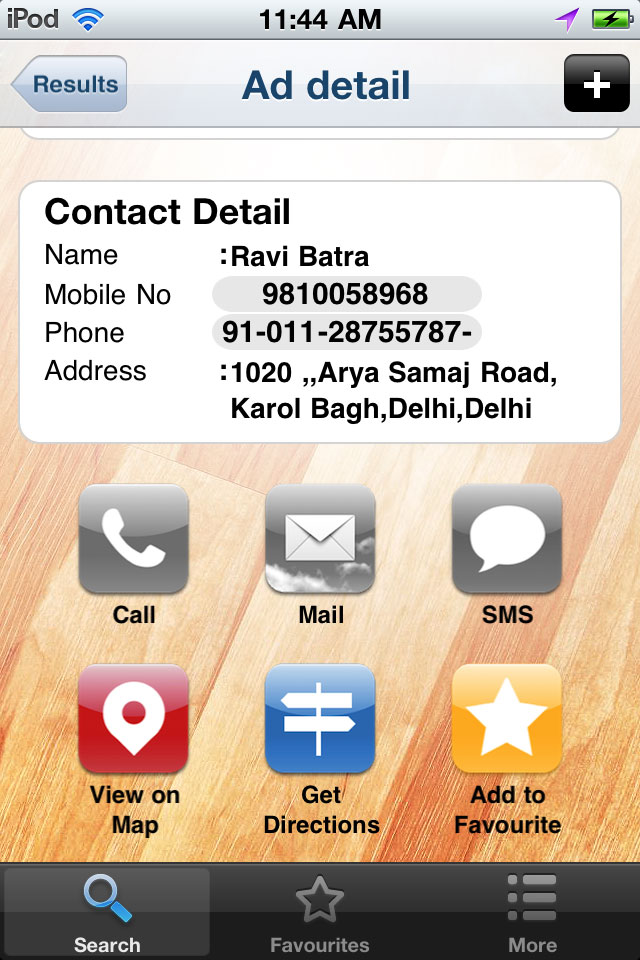 iPod 11:44 AM
Results Ad detail +
Contact Detail
Name :Ravi Batra
Mobile No 9810058968
Phone 91-011-28755787-
Address :1020 ,,Arya Samaj Road,
Karol Bagh,Delhi,Delhi
Call Mail SMS
View on Get Add to
Map Directions Favourite
Search Favourites More